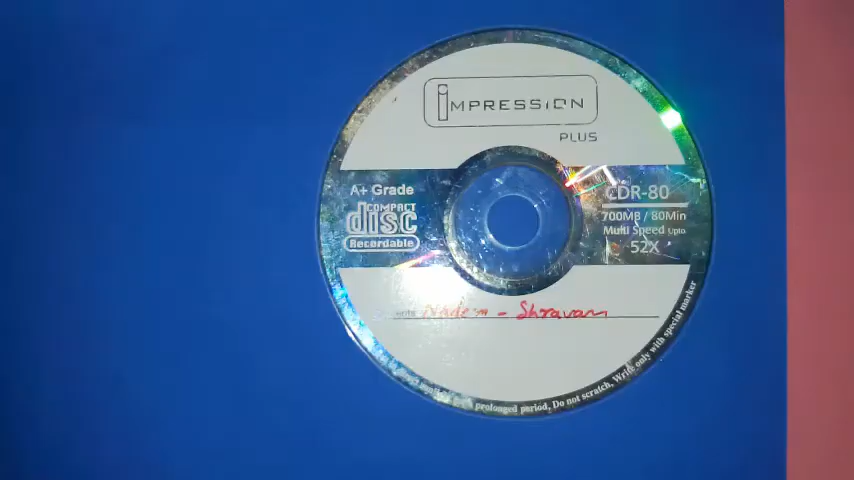 iMPRESSiON
PLUS
A+ Grade
COMPACT
disc
Recordable
CDR-80
700MB / 80Min
Multi Speed Upto
52X
- Shravan
prolonged period, Do not scratch, Write only with special marker